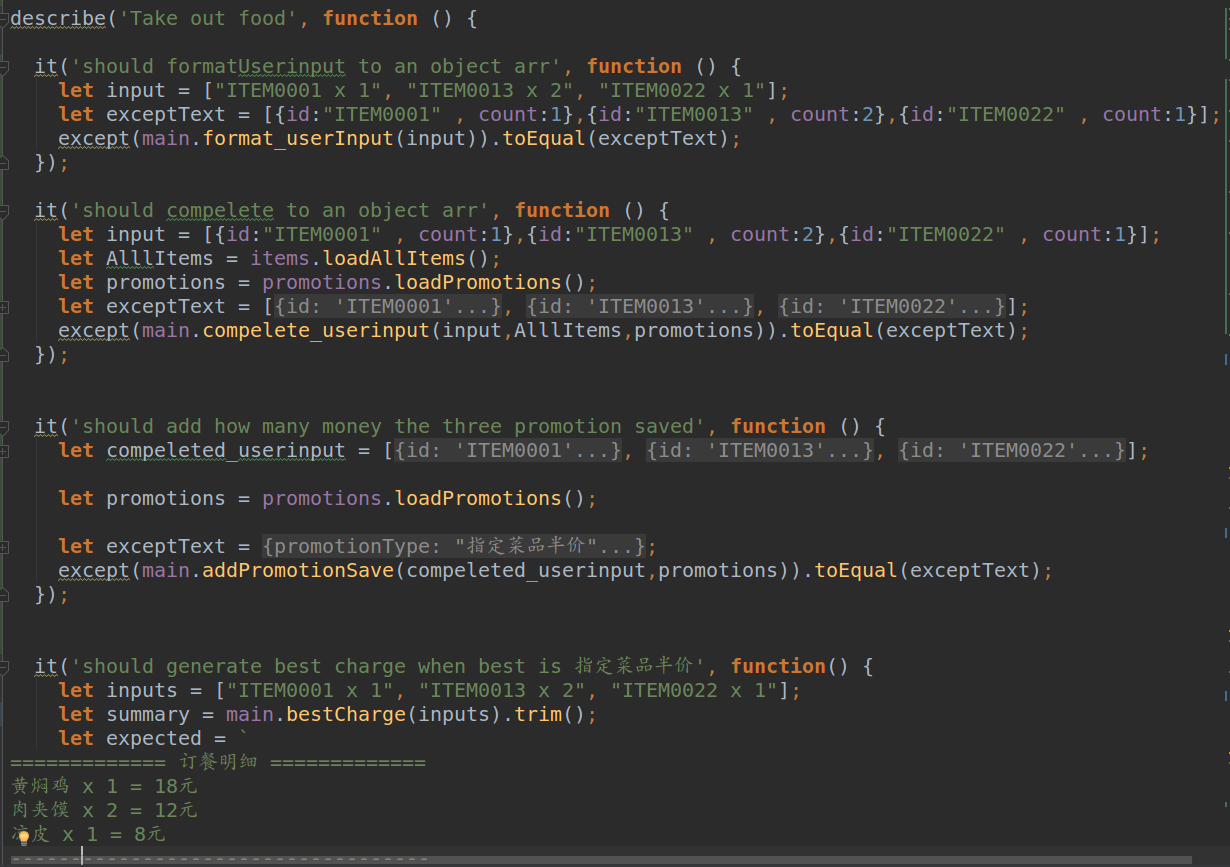 describe('Take out food', function () {
it('should formatUserinput to an object arr', function () {
let input = ["ITEM0001 x 1", "ITEM0013 x 2", "ITEM0022 x 1"];
let exceptText = [{id:"ITEM0001" , count:1},{id:"ITEM0013" , count:2},{id:"ITEM0022" , count:1}];
except(main.format_userInput(input)).toEqual(exceptText);
});
it('should compelete to an object arr', function () {
let input = [{id:"ITEM0001" , count:1},{id:"ITEM0013" , count:2},{id:"ITEM0022" , count:1}];
let AlllItems = items.loadAllItems();
let promotions = promotions.loadPromotions();
let exceptText = [{id: 'ITEM0001'...}, {id: 'ITEM0013'...}, {id: 'ITEM0022'...}];
except(main.compelete_userinput(input,AlllItems,promotions)).toEqual(exceptText);
});
it('should add how many money the three promotion saved', function () {
let compeleted_userinput = [{id: 'ITEM0001'...}, {id: 'ITEM0013'...}, {id: 'ITEM0022'...}];
let promotions = promotions.loadPromotions();
let exceptText = {promotionType: "指定菜品半价"...};
except(main.addPromotionSave(compeleted_userinput,promotions)).toEqual(exceptText);
});
it('should generate best charge when best is 指定菜品半价', function() {
let inputs = ["ITEM0001 x 1", "ITEM0013 x 2", "ITEM0022 x 1"];
let summary = main.bestCharge(inputs).trim();
let expected = `
============= 订餐明细 =============
黄焖鸡 x 1 = 18元
肉夹馍 x 2 = 12元
凉皮 x 1 = 8元
-----------------------------------